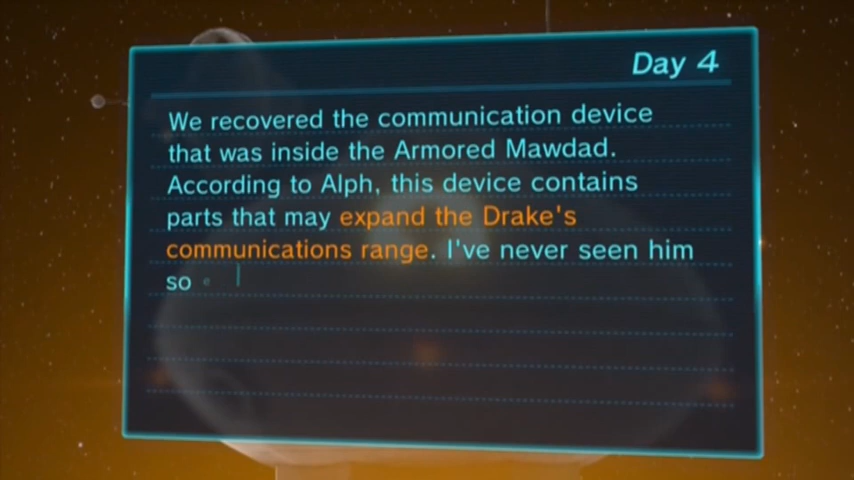 Day 4
We recovered the communication device
that was inside the Armored Mawdad.
According to Alph, this device contains
parts that may expand the Drake's
communications range. I've never seen him
so